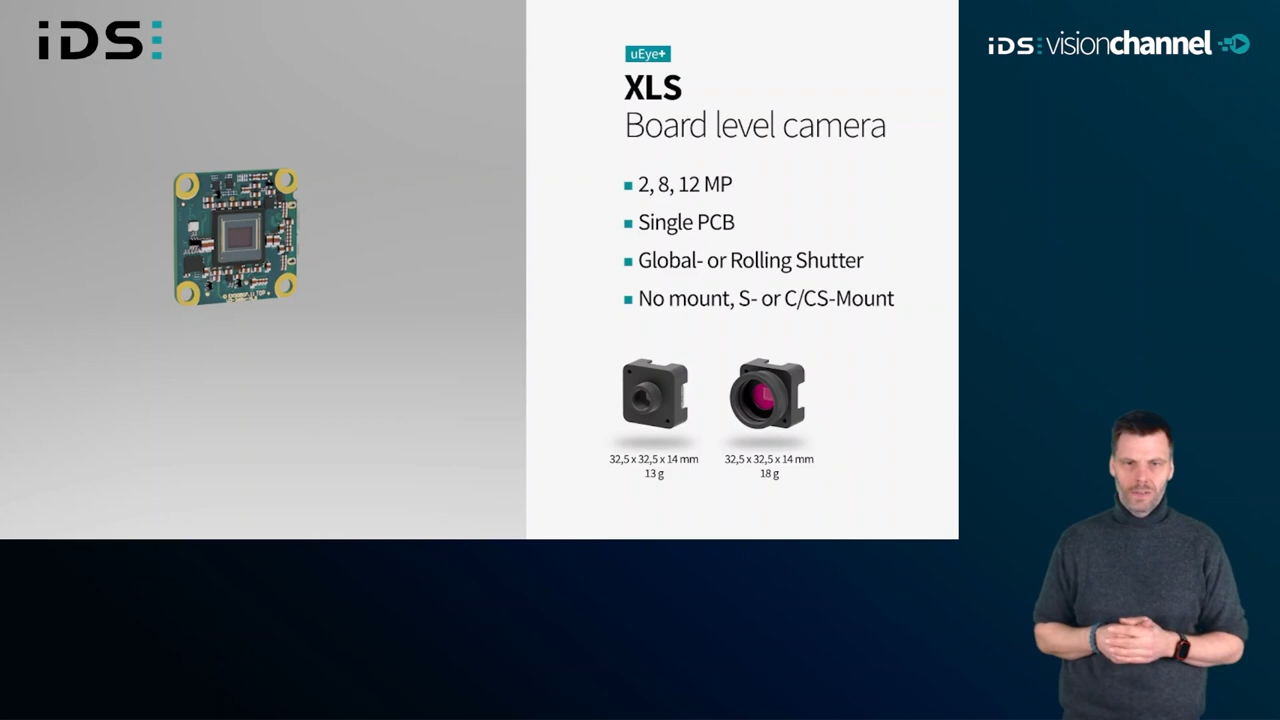 iDS
uEye+
XLS
Board level camera
2, 8, 12 MP
Single PCB
Global- or Rolling Shutter
No mount, S- or C/CS-Mount
32,5 x 32,5 x 14 mm
13 g
32,5 x 32,5 x 14 mm
18 g
iDS visionchannel